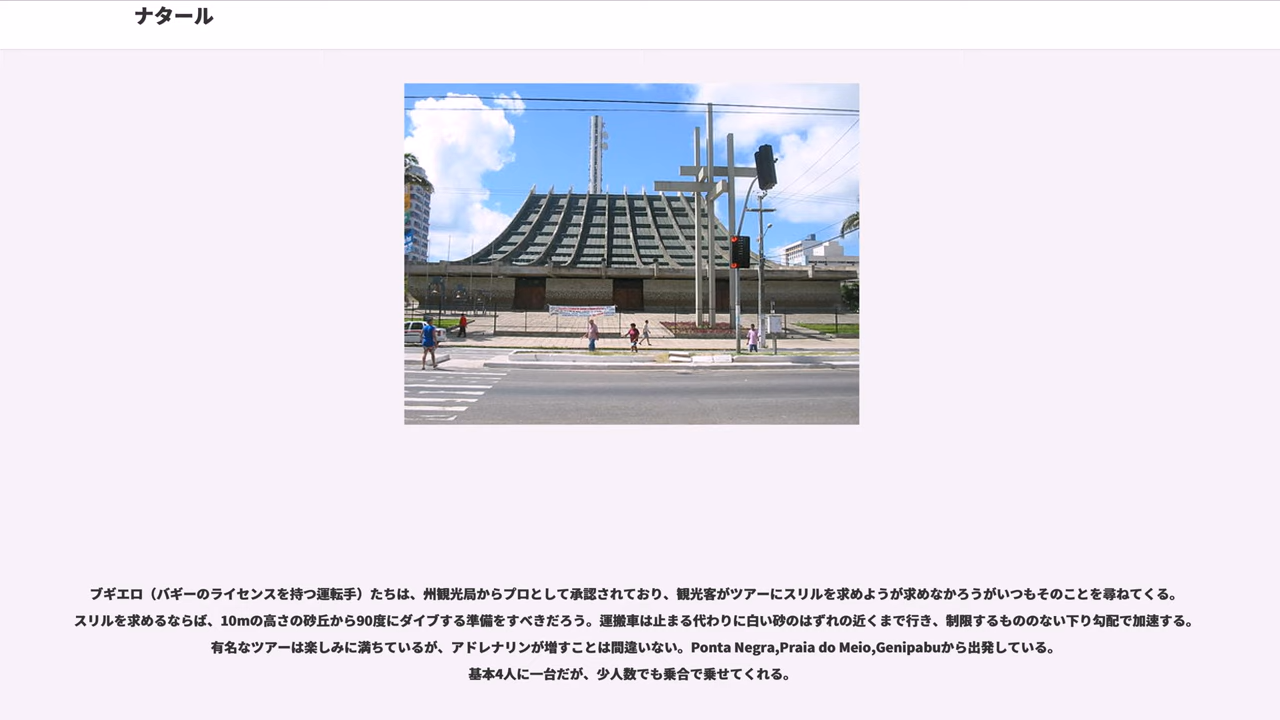 ナタール
ブギエロ（バギーのライセンスを持つ運転手）たちは、州観光局からプロとして承認されており、観光客がツアーにスリルを求めようが求めなかろうがいつもそのことを尋ねてくる。
スリルを求めるならば、10mの高さの砂丘から90度にダイブする準備をすべきだろう。運搬車は止まる代わりに白い砂のはずれの近くまで行き、制限するもののない下り勾配で加速する。
有名なツアーは楽しみに満ちているが、アドレナリンが増すことは間違いない。Ponta Negra,Praia do Meio,Genipabuから出発している。
基本4人に一台だが、少人数でも乗合で乗せてくれる。